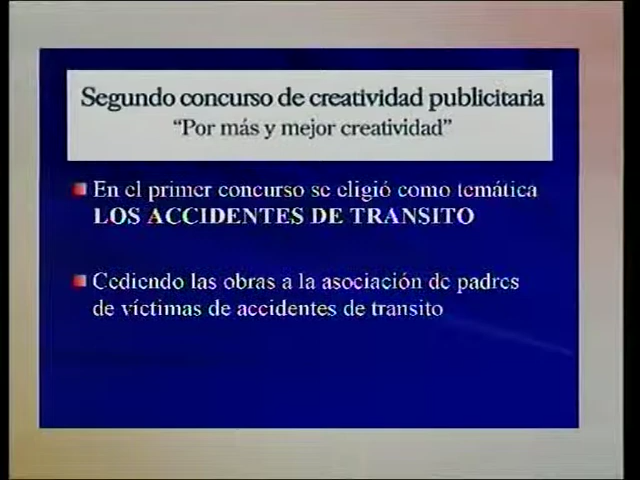 Segundo concurso de creatividad publicitaria
“Por más y mejor creatividad”
En el primer concurso se eligió como temática
LOS ACCIDENTES DE TRANSITO
Cediendo las obras a la asociación de padres
de víctimas de accidentes de transito